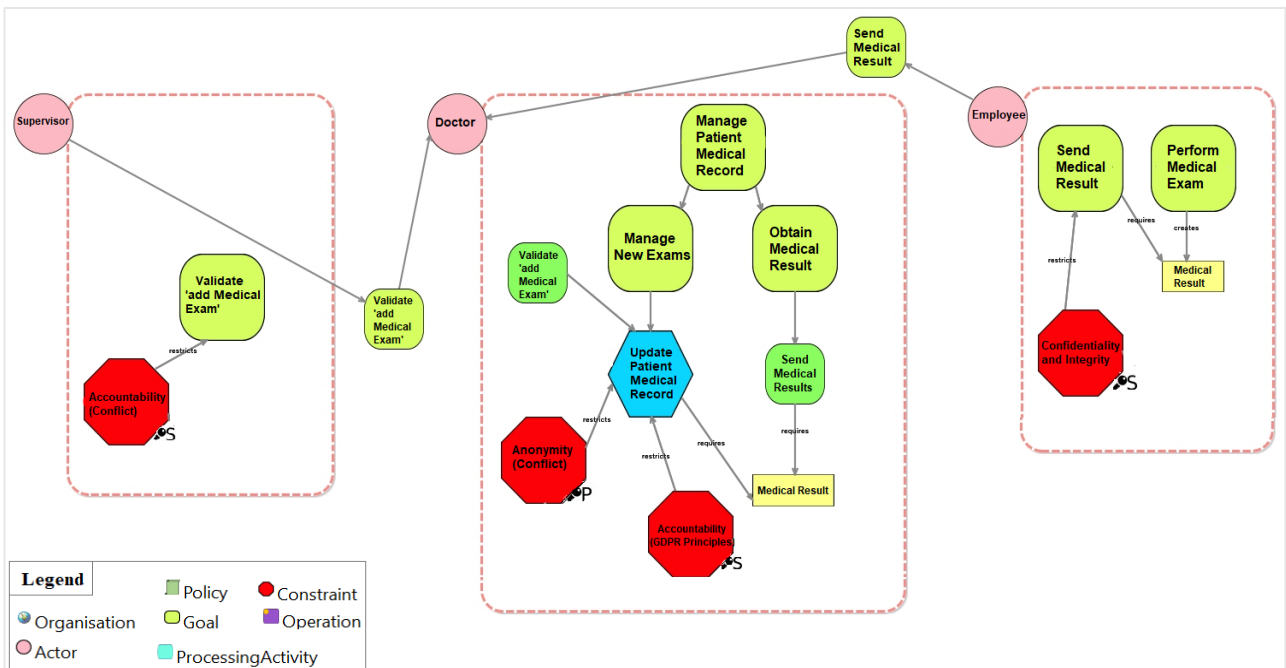 Send
Medical
Result
Supervisor
Doctor
Employee
Manage
Patient
Medical
Record
Send
Medical
Result
Perform
Medical
Exam
Manage
New Exams
Obtain
Medical
Result
requires
creates
Validate
'add Medical
Exam'
Validate
'add
Medical
Exam'
Validate
'add
Medical
Exam'
restricts
Medical
Result
restricts
Update
Patient
Medical
Record
Send
Medical
Results
Confidentiality
and Integrity
S
Accountability
(Conflict)
S
restricts
requires
requires
Anonymity
(Conflict)
P
restricts
Medical Result
Accountability
(GDPR Principles)
S
Legend
Policy
Constraint
Organisation
Goal
Operation
Actor
ProcessingActivity